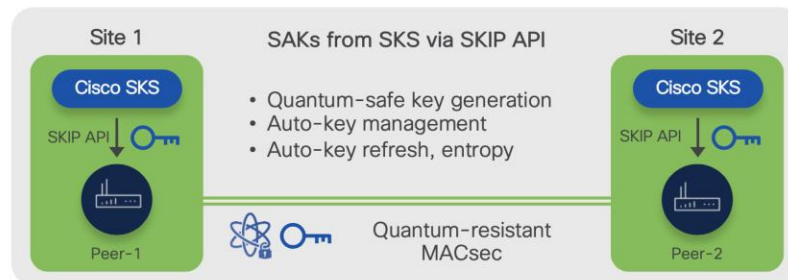 Site 1
SAKs from SKS via SKIP API
Site 2
Cisco SKS
Cisco SKS
• Quantum-safe key generation
• Auto-key management
• Auto-key refresh, entropy
SKIP API
SKIP API
Quantum-resistant
MACsec
Peer-1
Peer-2